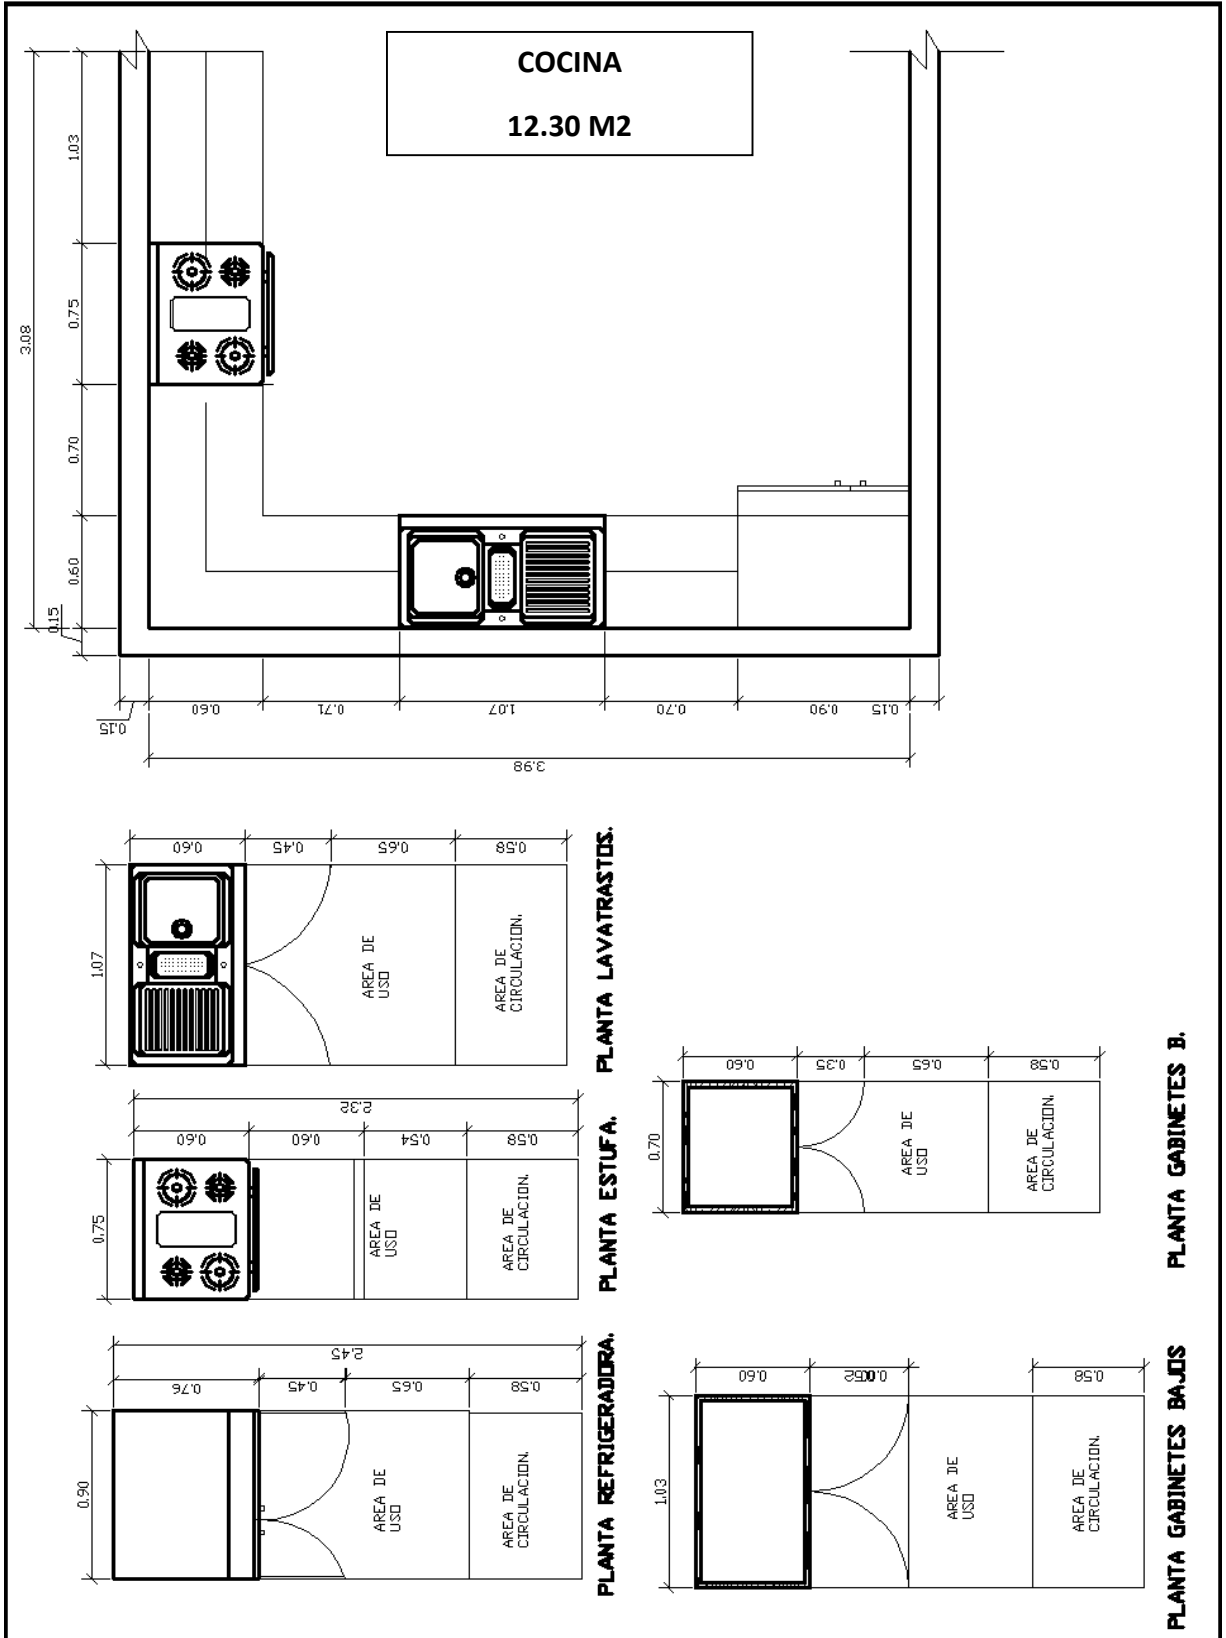 COCINA
12.30 M2
3.08
1.03
0.75
0.70
0.60
0.15
0.15
0.60
0.71
1.07
0.70
0.90
0.15
3.98
0.60
0.45
0.65
0.58
1.07
AREA DE
USO
AREA DE
CIRCULACION.
PLANTA LAVATRASTOS.
2.32
0.60
0.60
0.54
0.58
0.75
AREA DE
USO
AREA DE
CIRCULACION.
PLANTA ESTUFA.
0.60
0.35
0.65
0.58
0.70
AREA DE
USO
AREA DE
CIRCULACION.
PLANTA GABINETES B.
2.45
0.76
0.45
0.65
0.58
0.90
AREA DE
USO
AREA DE
CIRCULACION.
PLANTA REFRIGERADORA.
0.60
0.58
1.03
AREA DE
USO
AREA DE
CIRCULACION.
PLANTA GABINETES BAJOS